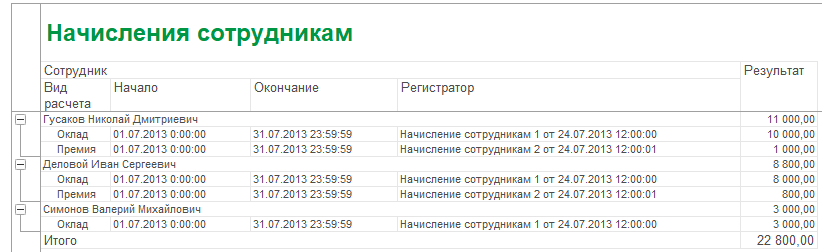 Начисления сотрудникам
Сотрудник Результат
Вид расчета Начало Окончание Регистратор
Гусаков Николай Дмитриевич 11 000,00
Оклад 01.07.2013 0:00:00 31.07.2013 23:59:59 Начисление сотрудникам 1 от 24.07.2013 12:00:00 10 000,00
Премия 01.07.2013 0:00:00 31.07.2013 23:59:59 Начисление сотрудникам 2 от 24.07.2013 12:00:01 1 000,00
Деловой Иван Сергеевич 8 800,00
Оклад 01.07.2013 0:00:00 31.07.2013 23:59:59 Начисление сотрудникам 1 от 24.07.2013 12:00:00 8 000,00
Премия 01.07.2013 0:00:00 31.07.2013 23:59:59 Начисление сотрудникам 2 от 24.07.2013 12:00:01 800,00
Симонов Валерий Михайлович 3 000,00
Оклад 01.07.2013 0:00:00 31.07.2013 23:59:59 Начисление сотрудникам 1 от 24.07.2013 12:00:00 3 000,00
Итого 22 800,00